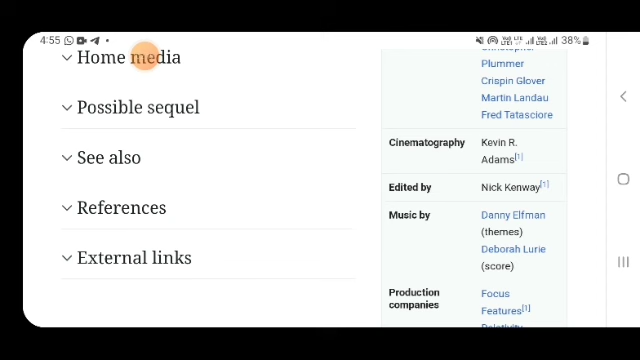 4:55
38%
Home media
Possible sequel
See also
References
External links
Christopher
Plummer
Crispin Glover
Martin Landau
Fred Tatasciore
Cinematography Kevin R.
Adams[1]
Edited by Nick Kenway[1]
Music by Danny Elfman
(themes)
Deborah Lurie
(score)
Production Focus
companies Features[1]
Relativity